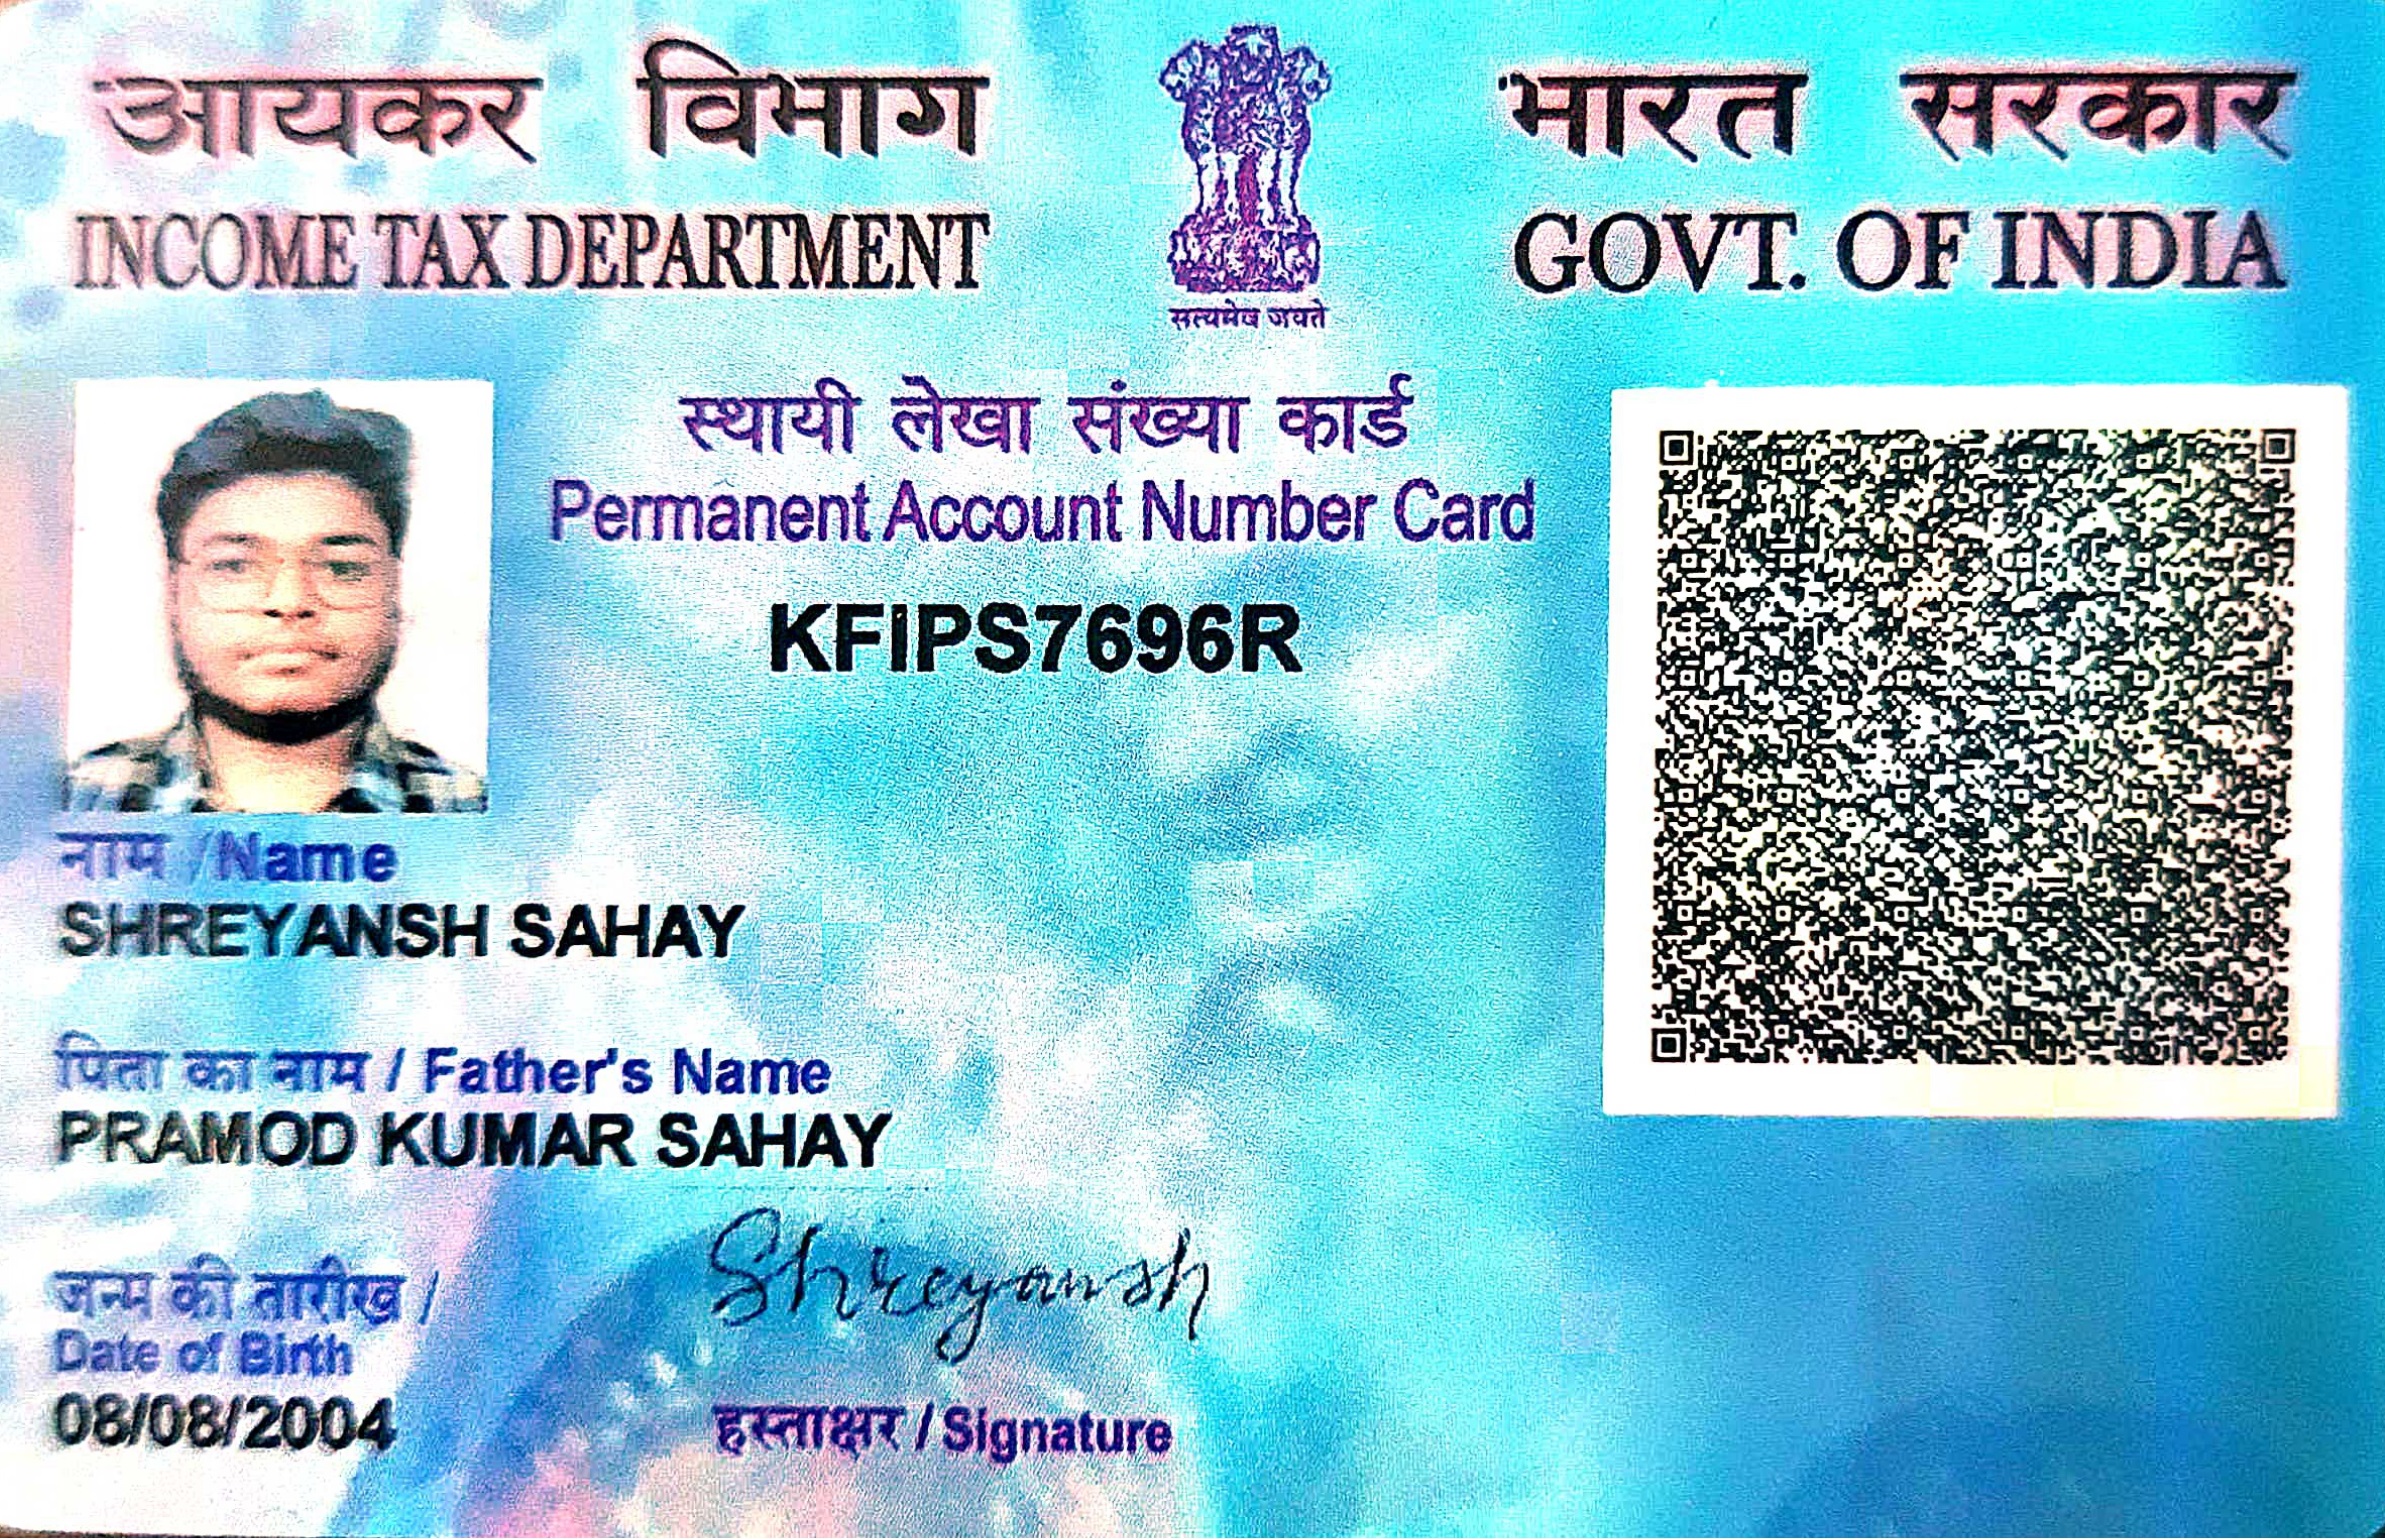 आयकर विभाग
INCOME TAX DEPARTMENT
सत्यमेव जयते
भारत सरकार
GOVT. OF INDIA
स्थायी लेखा संख्या कार्ड
Permanent Account Number Card
KFIPS7696R
नाम /Name
SHREYANSH SAHAY
पिता का नाम / Father's Name
PRAMOD KUMAR SAHAY
जन्म की तारीख /
Date of Birth
08/08/2004
Shreyansh
हस्ताक्षर / Signature